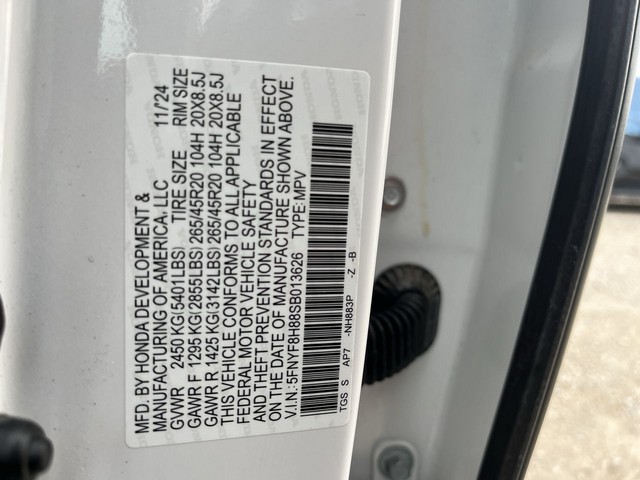 MFD. BY HONDA DEVELOPMENT &
MANUFACTURING OF AMERICA, LLC 11/24
GVWR 2450 KG(5401LBS) TIRE SIZE RIM SIZE
GAWR F 1295 KG(2855LBS) 265/45R20 104H 20X8.5J
GAWR R 1425 KG(3142LBS) 265/45R20 104H 20X8.5J
THIS VEHICLE CONFORMS TO ALL APPLICABLE
FEDERAL MOTOR VEHICLE SAFETY
AND THEFT PREVENTION STANDARDS IN EFFECT
ON THE DATE OF MANUFACTURE SHOWN ABOVE.
V.I.N.: 5FNYF8H88SB013626 TYPE: MPV
TGS S AP7 -NH883P -Z -B